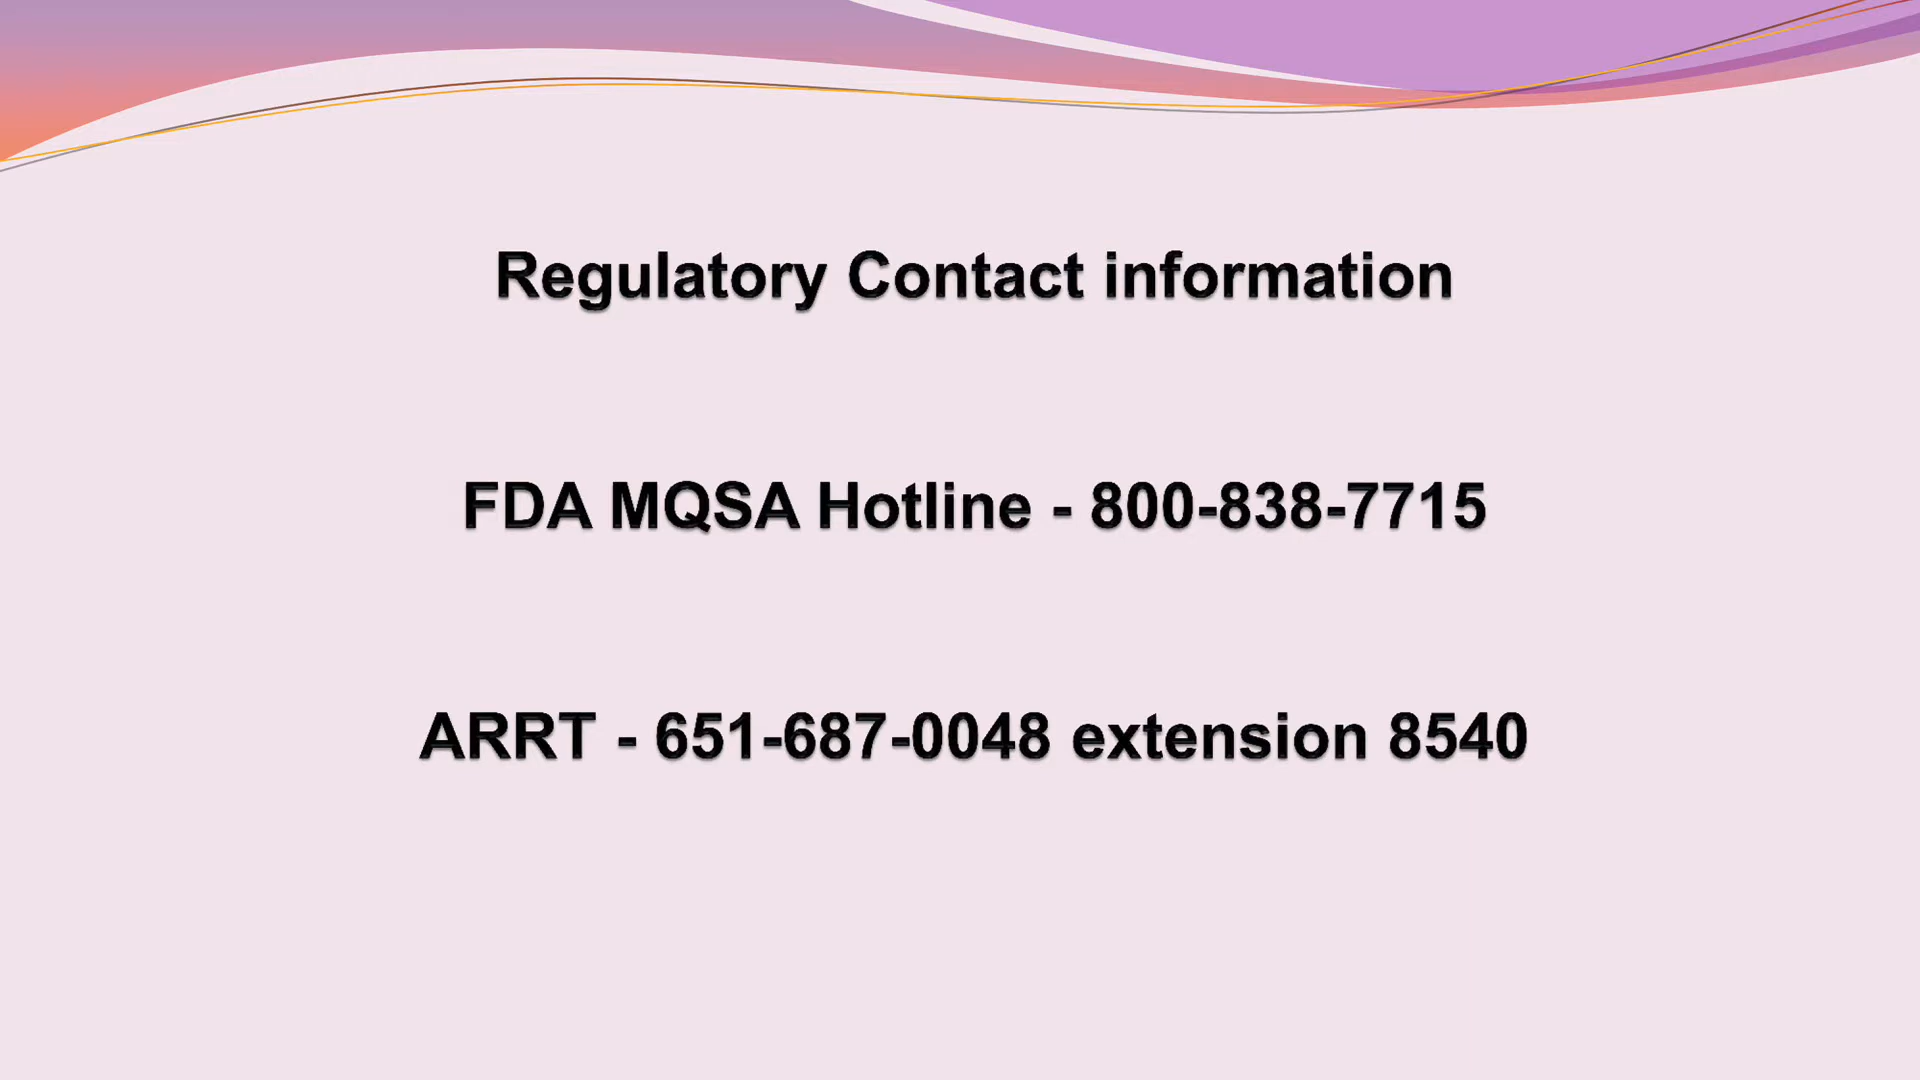 Regulatory Contact information
FDA MQSA Hotline - 800-838-7715
ARRT - 651-687-0048 extension 8540